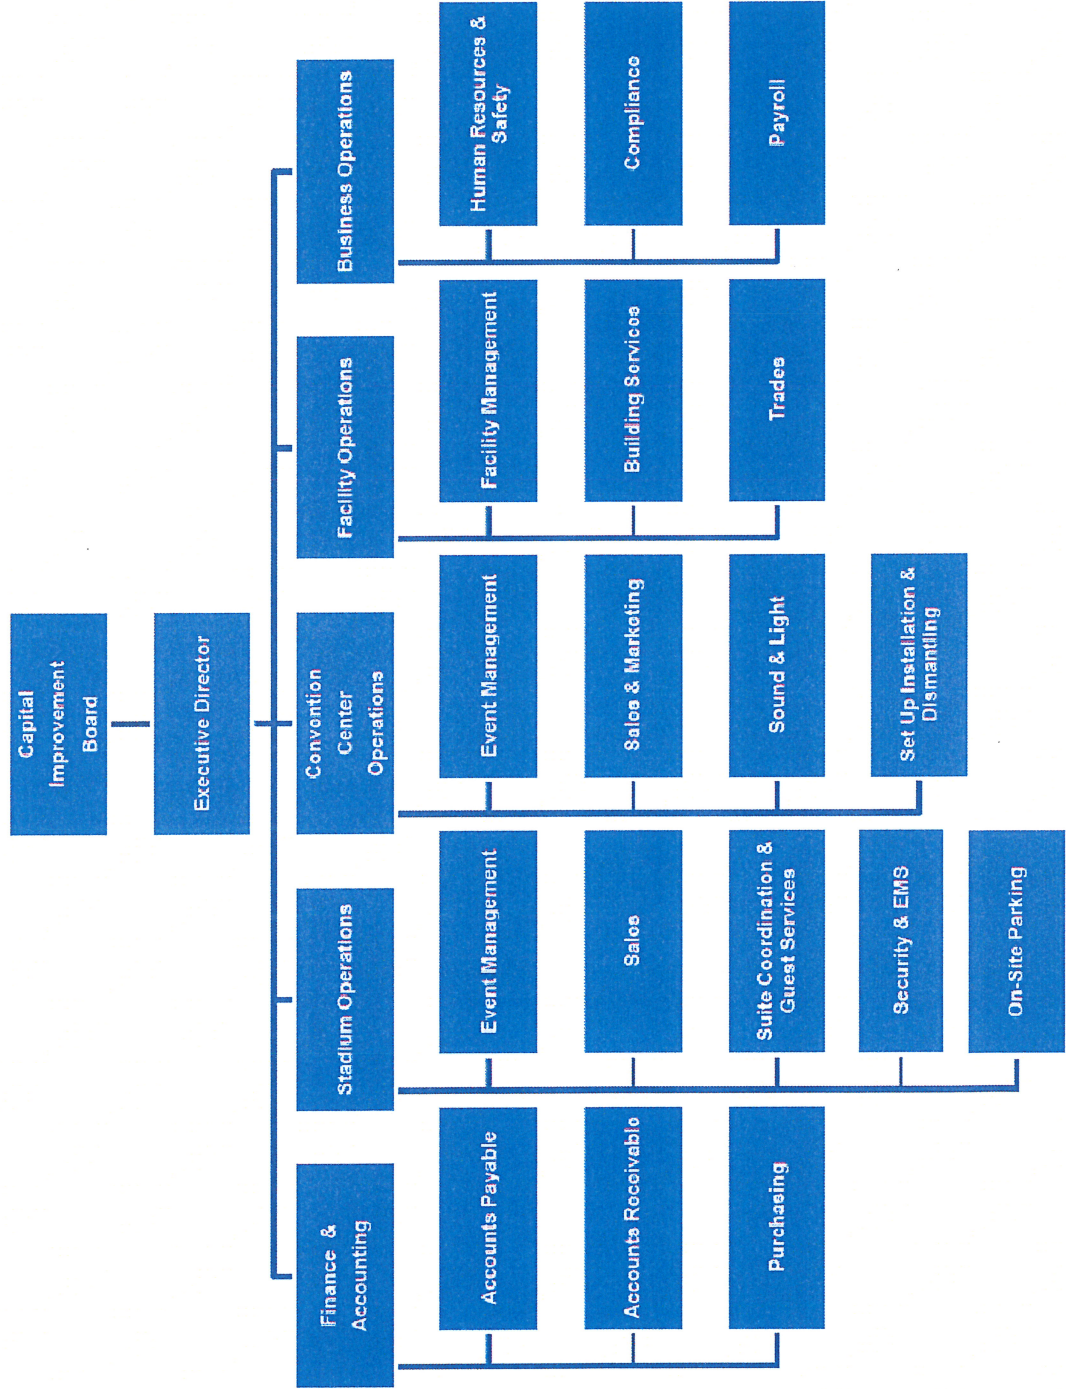 Capital
Improvement
Board
Executive Director
Finance &
Accounting
Accounts Payable
Accounts Receivable
Purchasing
Stadium Operations
Event Management
Sales
Suite Coordination &
Guest Services
Security & EMS
On-Site Parking
Convention
Center
Operations
Event Management
Sales & Marketing
Sound & Light
Set Up Installation &
Dismantling
Facility Operations
Facility Management
Building Services
Trades
Business Operations
Human Resources &
Safety
Compliance
Payroll